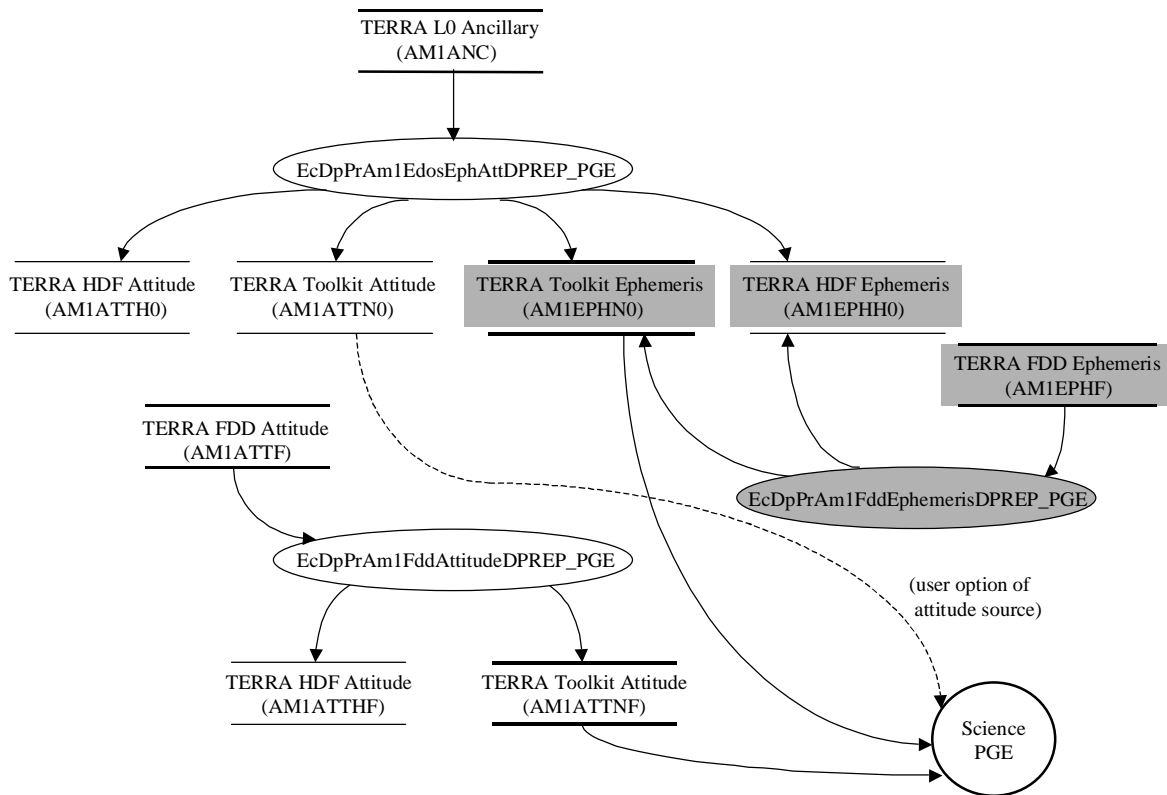 TERRA L0 Ancillary
(AM1ANC)
EcDpPrAm1EdosEphAttDPREP_PGE
TERRA HDF Attitude
(AM1ATTH0)
TERRA Toolkit Attitude
(AM1ATTN0)
TERRA Toolkit Ephemeris
(AM1EPHN0)
TERRA HDF Ephemeris
(AM1EPHH0)
TERRA FDD Ephemeris
(AM1EPHF)
TERRA FDD Attitude
(AM1ATTF)
EcDpPrAm1FddEphemerisDPREP_PGE
EcDpPrAm1FddAttitudeDPREP_PGE
(user option of
attitude source)
TERRA HDF Attitude
(AM1ATTHF)
TERRA Toolkit Attitude
(AM1ATTNF)
Science
PGE